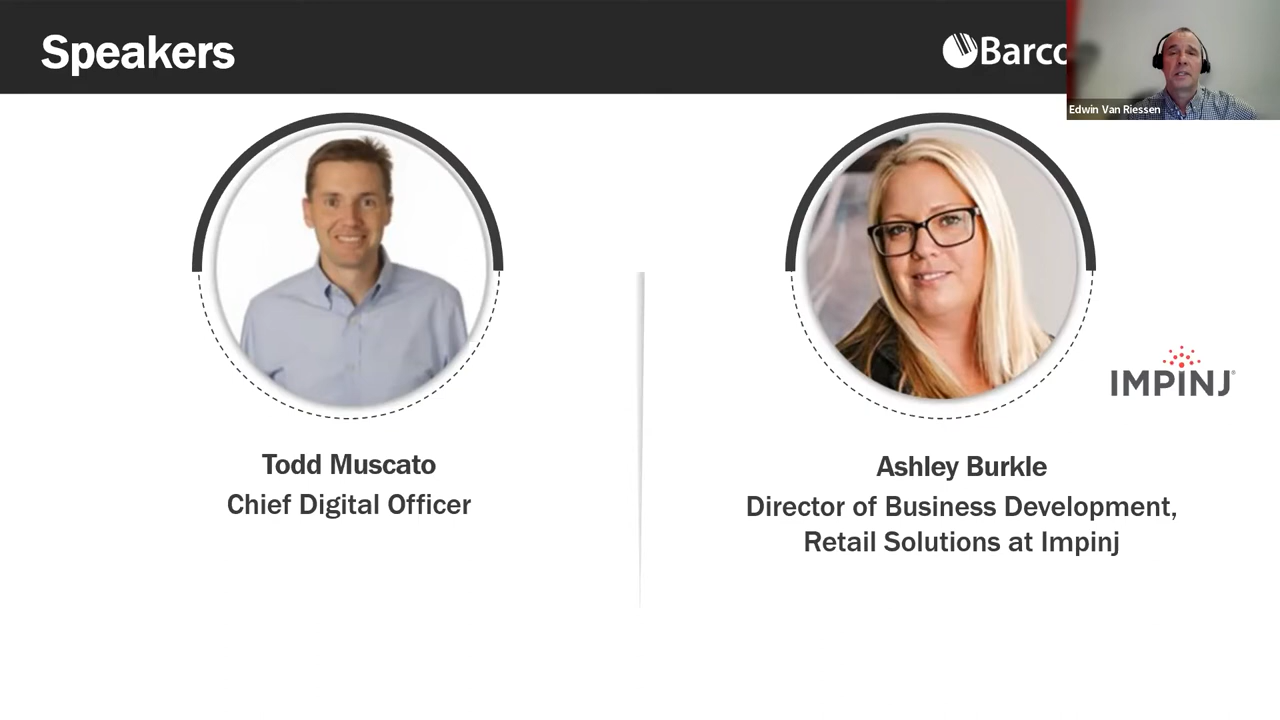 Speakers
Edwin Van Riessen
IMPINJ
Todd Muscato
Chief Digital Officer
Ashley Burkle
Director of Business Development,
Retail Solutions at Impinj